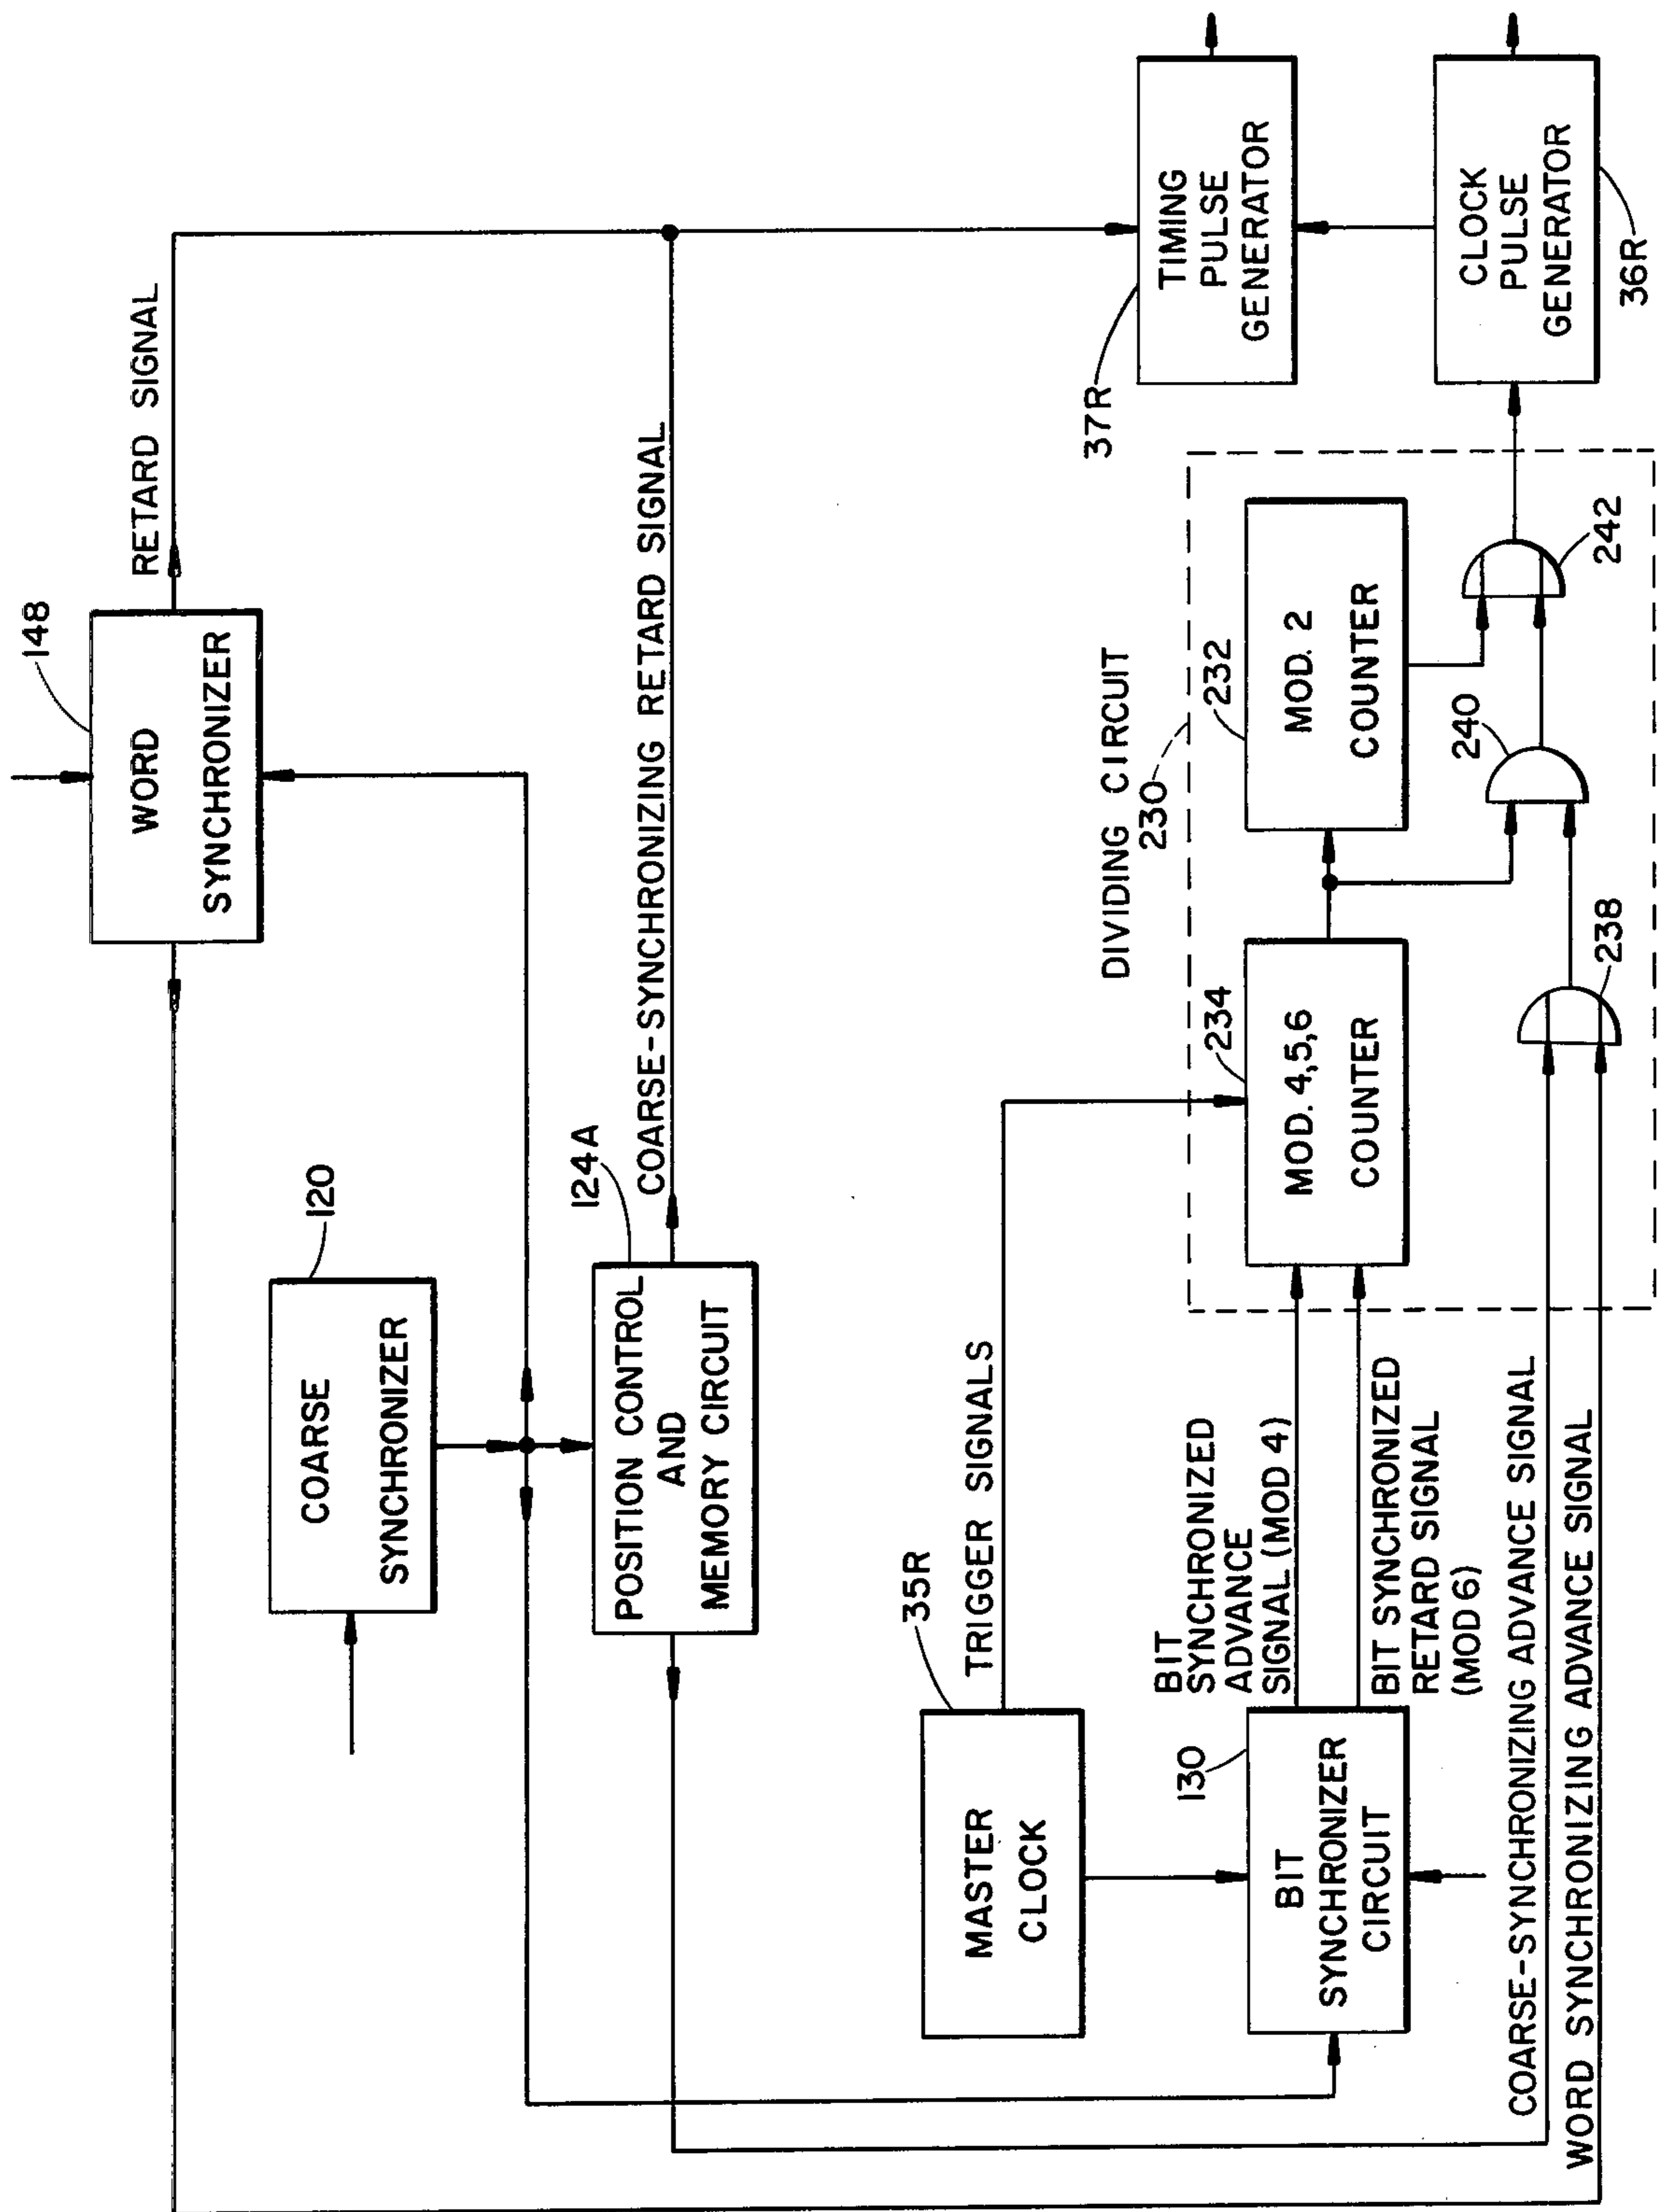 148
WORD
SYNCHRONIZER
RETARD SIGNAL
120
COARSE
SYNCHRONIZER
124A
POSITION CONTROL
AND
MEMORY CIRCUIT
COARSE-SYNCHRONIZING RETARD SIGNAL
35R
MASTER
CLOCK
TRIGGER SIGNALS
130
BIT
SYNCHRONIZER
CIRCUIT
BIT
SYNCHRONIZED
ADVANCE
SIGNAL (MOD 4)
BIT SYNCHRONIZED
RETARD SIGNAL
(MOD 6)
COARSE-SYNCHRONIZING ADVANCE SIGNAL
WORD SYNCHRONIZING ADVANCE SIGNAL
DIVIDING CIRCUIT
230
234
MOD. 4,5,6
COUNTER
232
MOD. 2
COUNTER
238
240
242
37R
TIMING
PULSE
GENERATOR
CLOCK
PULSE
GENERATOR
36R